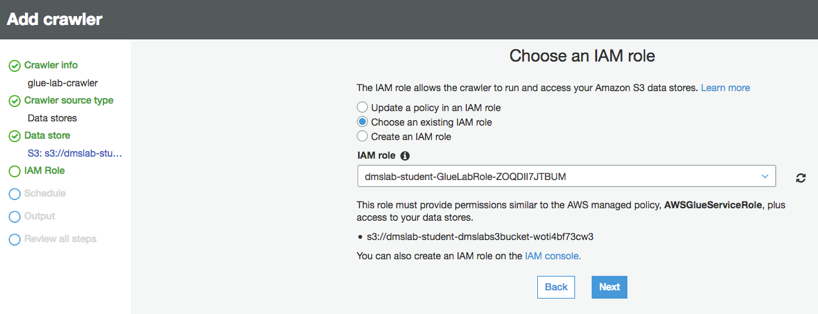 Add crawler
Crawler info
glue-lab-crawler
Crawler source type
Data stores
Data store
S3: s3://dmslab-stu...
IAM Role
Schedule
Output
Review all steps
Choose an IAM role
The IAM role allows the crawler to run and access your Amazon S3 data stores. Learn more
Update a policy in an IAM role
Choose an existing IAM role
Create an IAM role
IAM role
dmslab-student-GlueLabRole-ZOQDII7JTBUM
This role must provide permissions similar to the AWS managed policy, AWSGlueServiceRole, plus
access to your data stores.
s3://dmslab-student-dmslabs3bucket-woti4bf73cw3
You can also create an IAM role on the IAM console.
Back Next